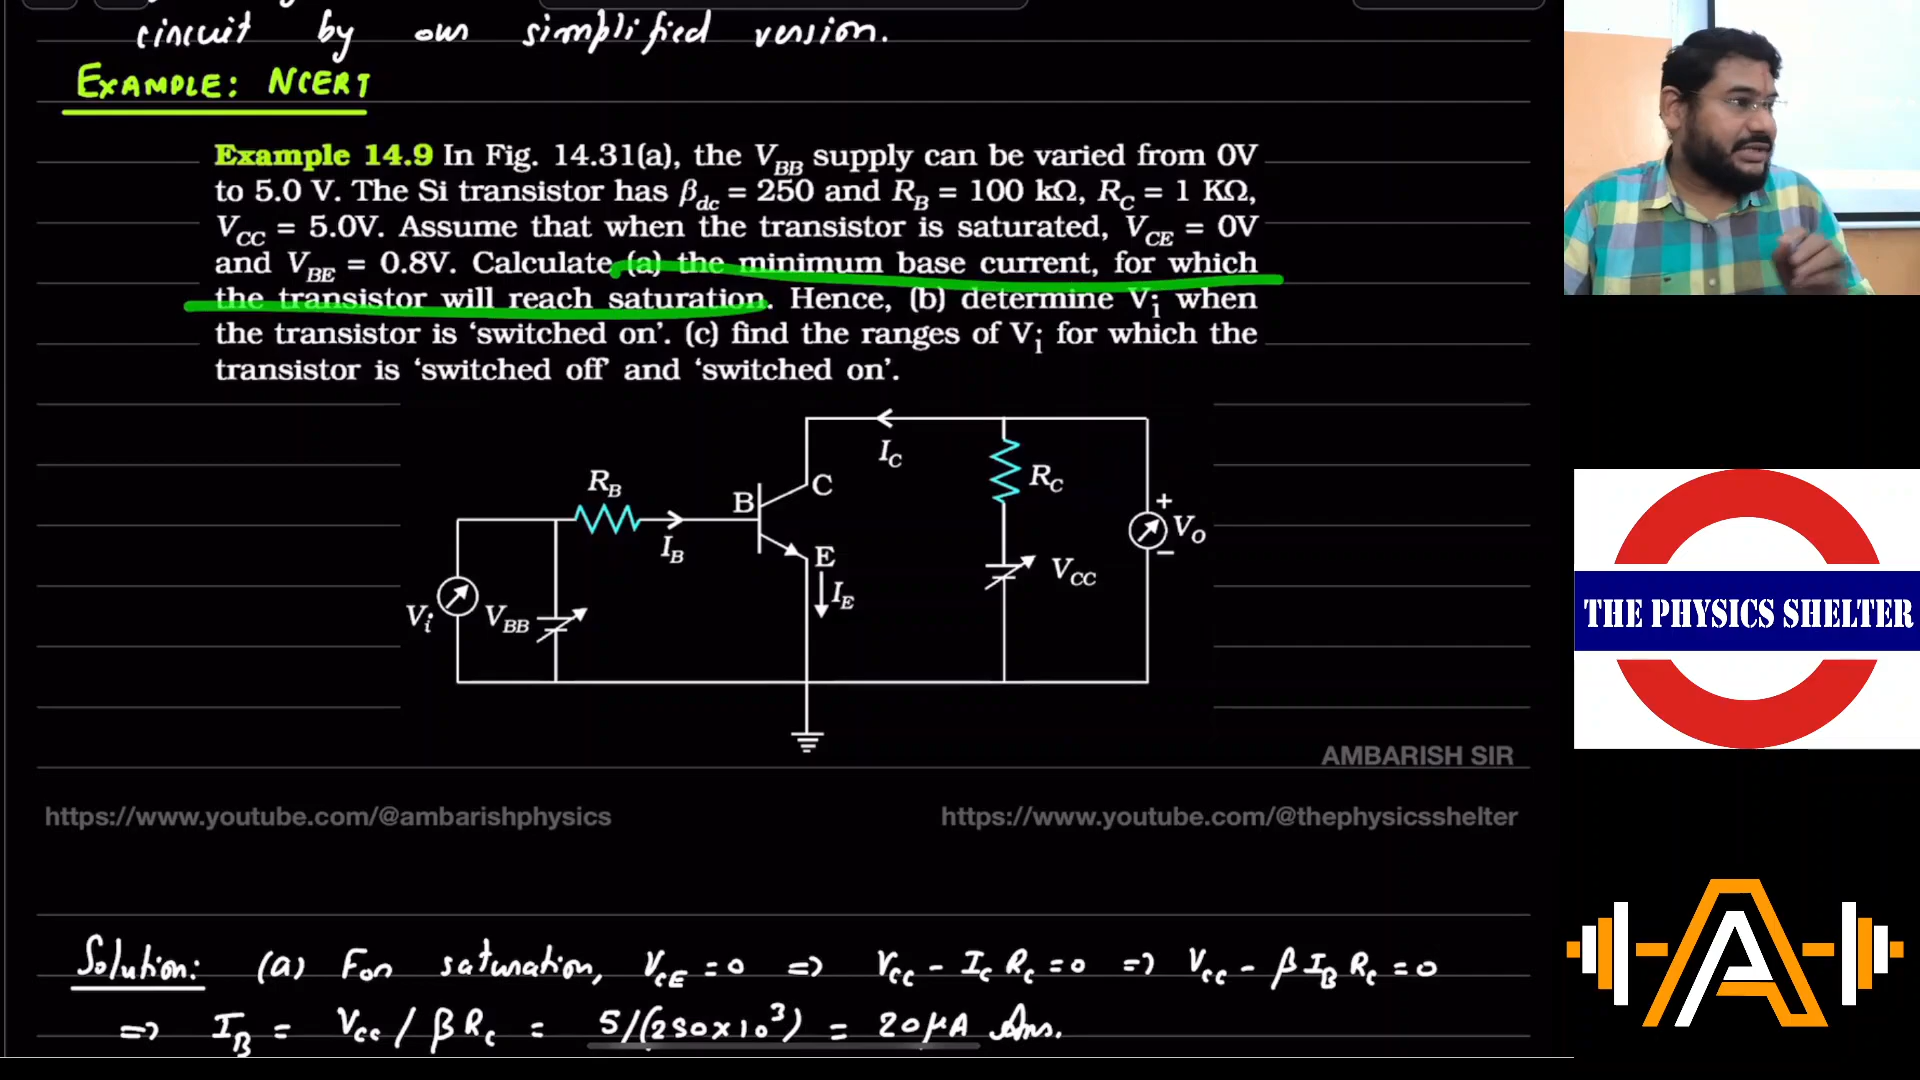 circuit by our simplified version.
EXAMPLE: NCERT
Example 14.9 In Fig. 14.31(a), the V_BB supply can be varied from 0V
to 5.0 V. The Si transistor has β_dc = 250 and R_B = 100 kΩ, R_C = 1 KΩ,
V_CC = 5.0V. Assume that when the transistor is saturated, V_CE = 0V
and V_BE = 0.8V. Calculate (a) the minimum base current, for which
the transistor will reach saturation. Hence, (b) determine V_i when
the transistor is ‘switched on’. (c) find the ranges of V_i for which the
transistor is ‘switched off’ and ‘switched on’.
I_C
R_B
B
C
R_C
+
V_O
−
I_B
E
I_E
V_CC
V_i
V_BB
THE PHYSICS SHELTER
AMBARISH SIR
https://www.youtube.com/@ambarishphysics
https://www.youtube.com/@thephysicsshelter
A
Solution: (a) For saturation, V_CE = 0 => V_CC - I_C R_C = 0 => V_CC - β I_B R_C = 0
=> I_B = V_CC / β R_C = 5/(250×10³) = 20 μA Ans.